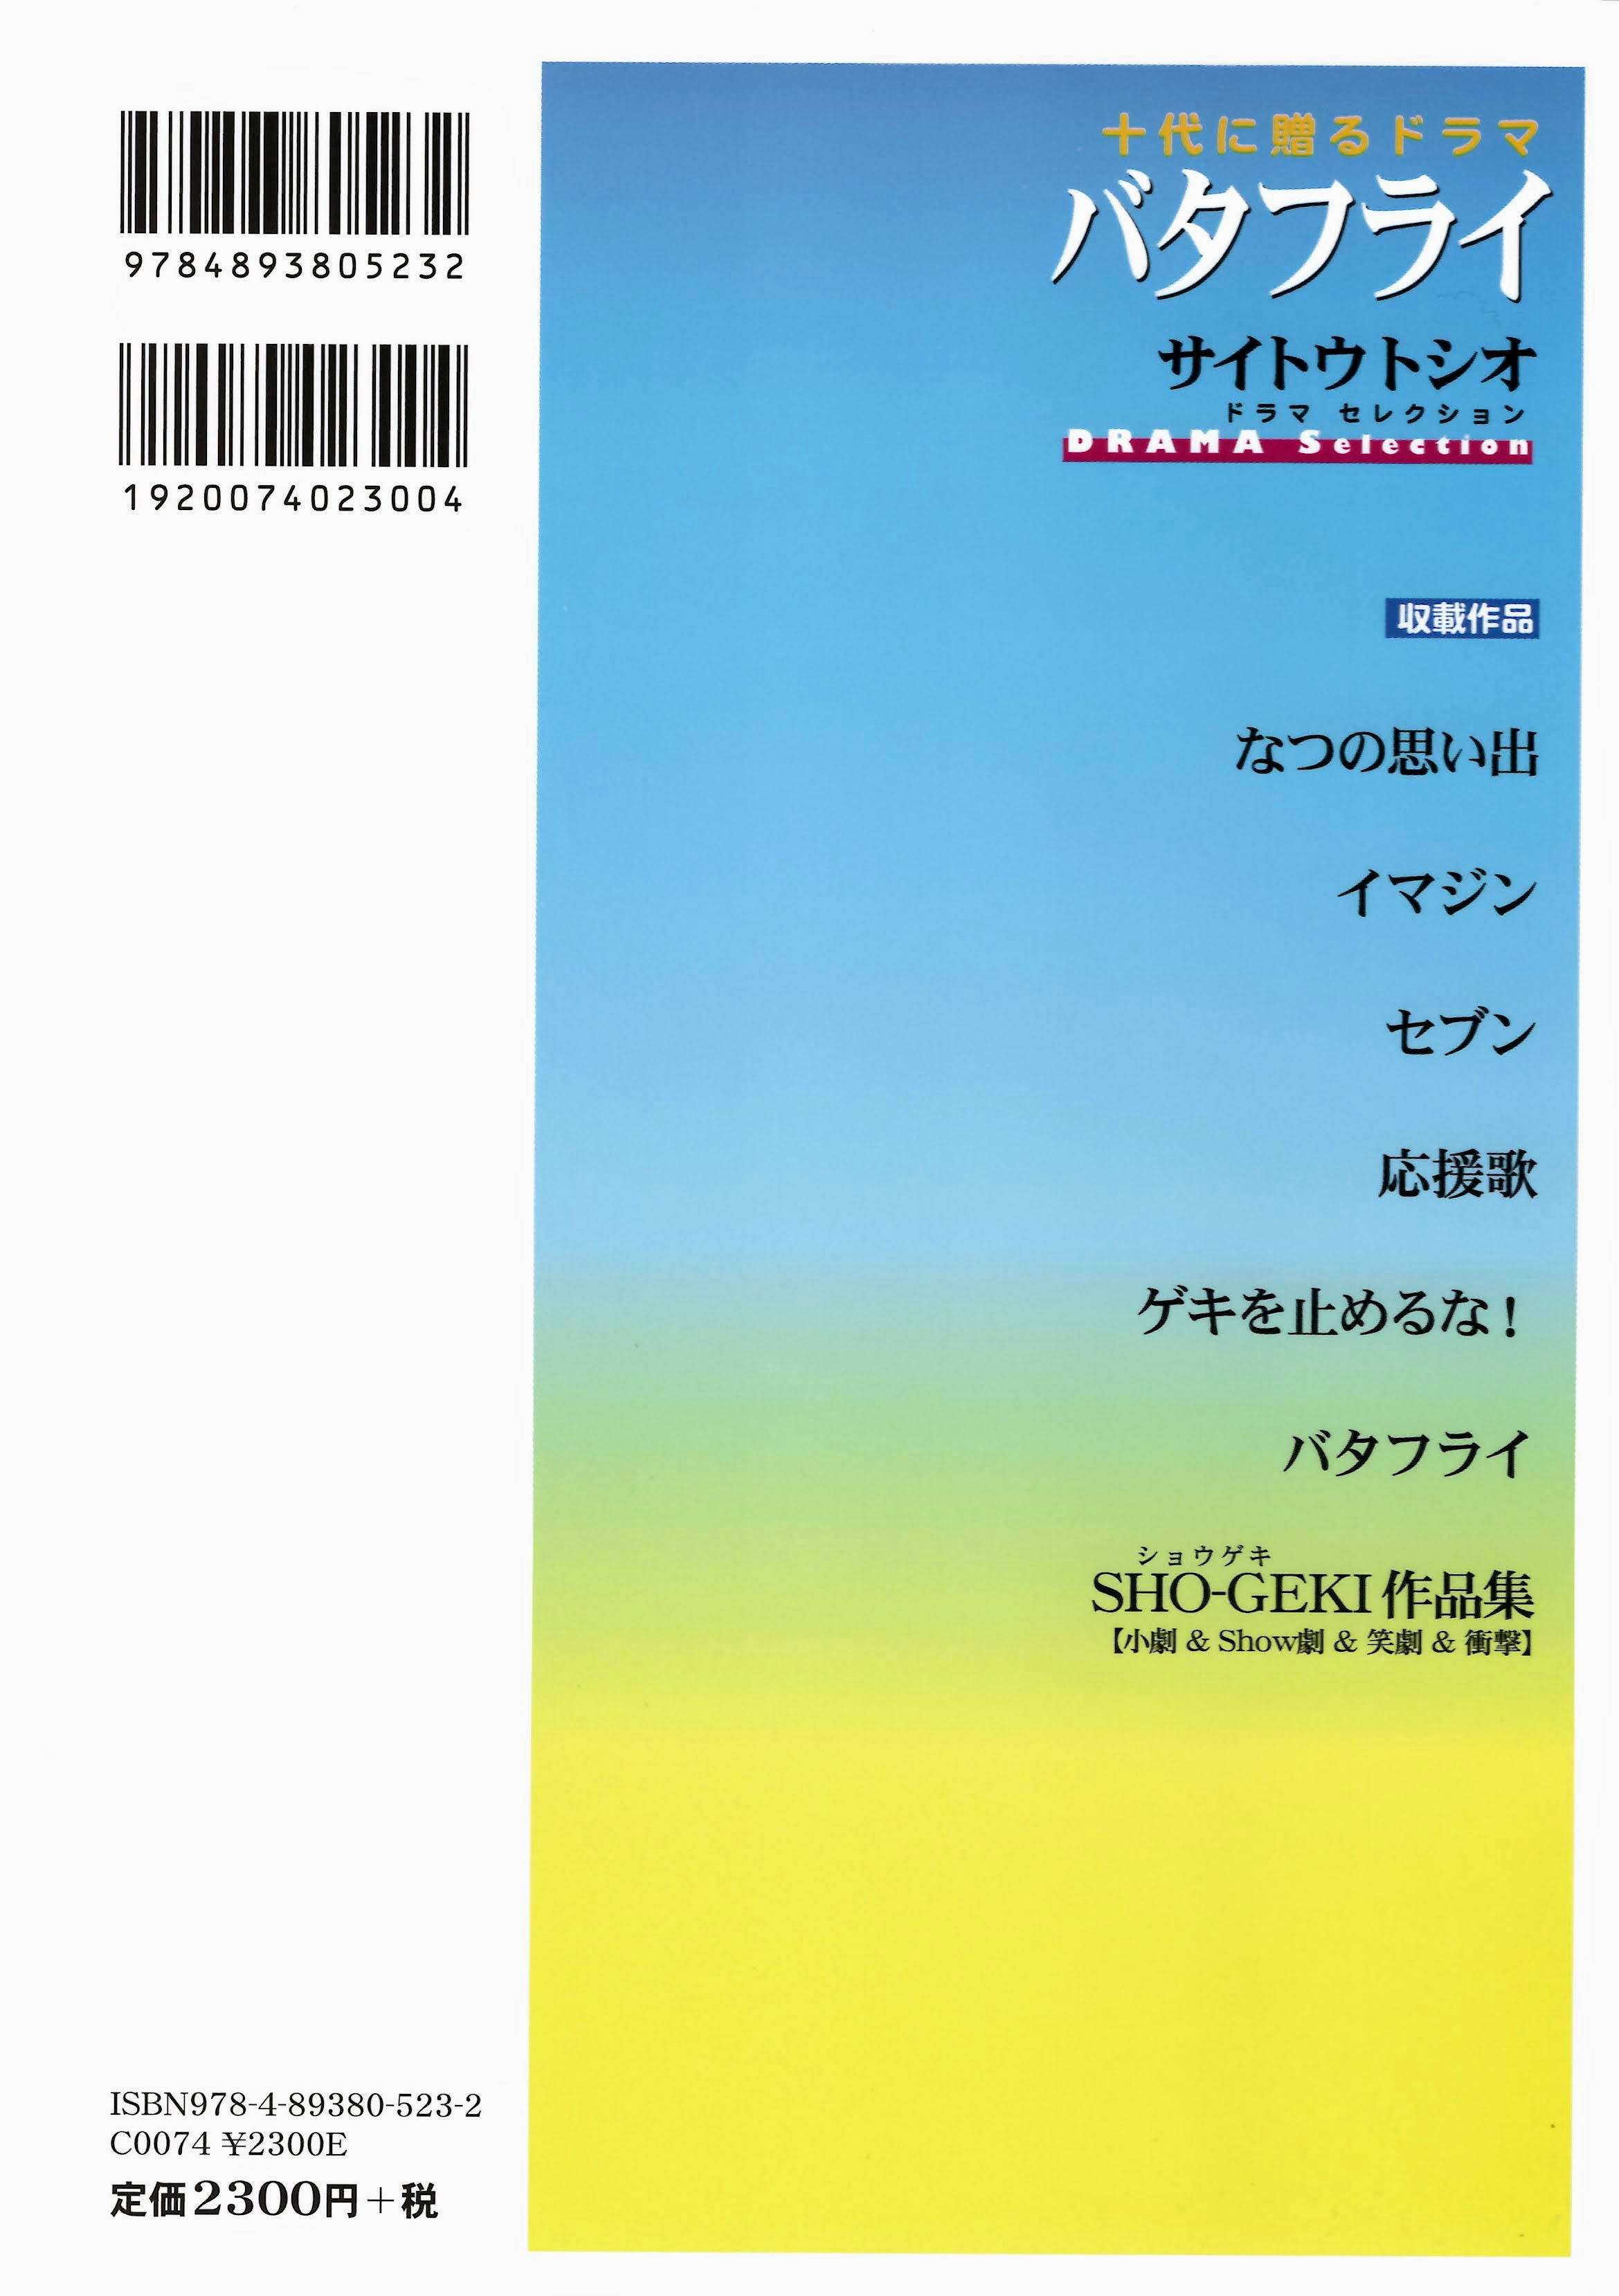 9784893805232
1920074023004
十代に贈るドラマ
バタフライ
サイトウトシオ
ドラマ セレクション
DRAMA Selection
収載作品
なつの思い出
イマジン
セブン
応援歌
ゲキを止めるな！
バタフライ
ショウゲキ
SHO-GEKI作品集
【小劇 & Show劇 & 笑劇 & 衝撃】
ISBN978-4-89380-523-2
C0074 ¥2300E
定価2300円＋税